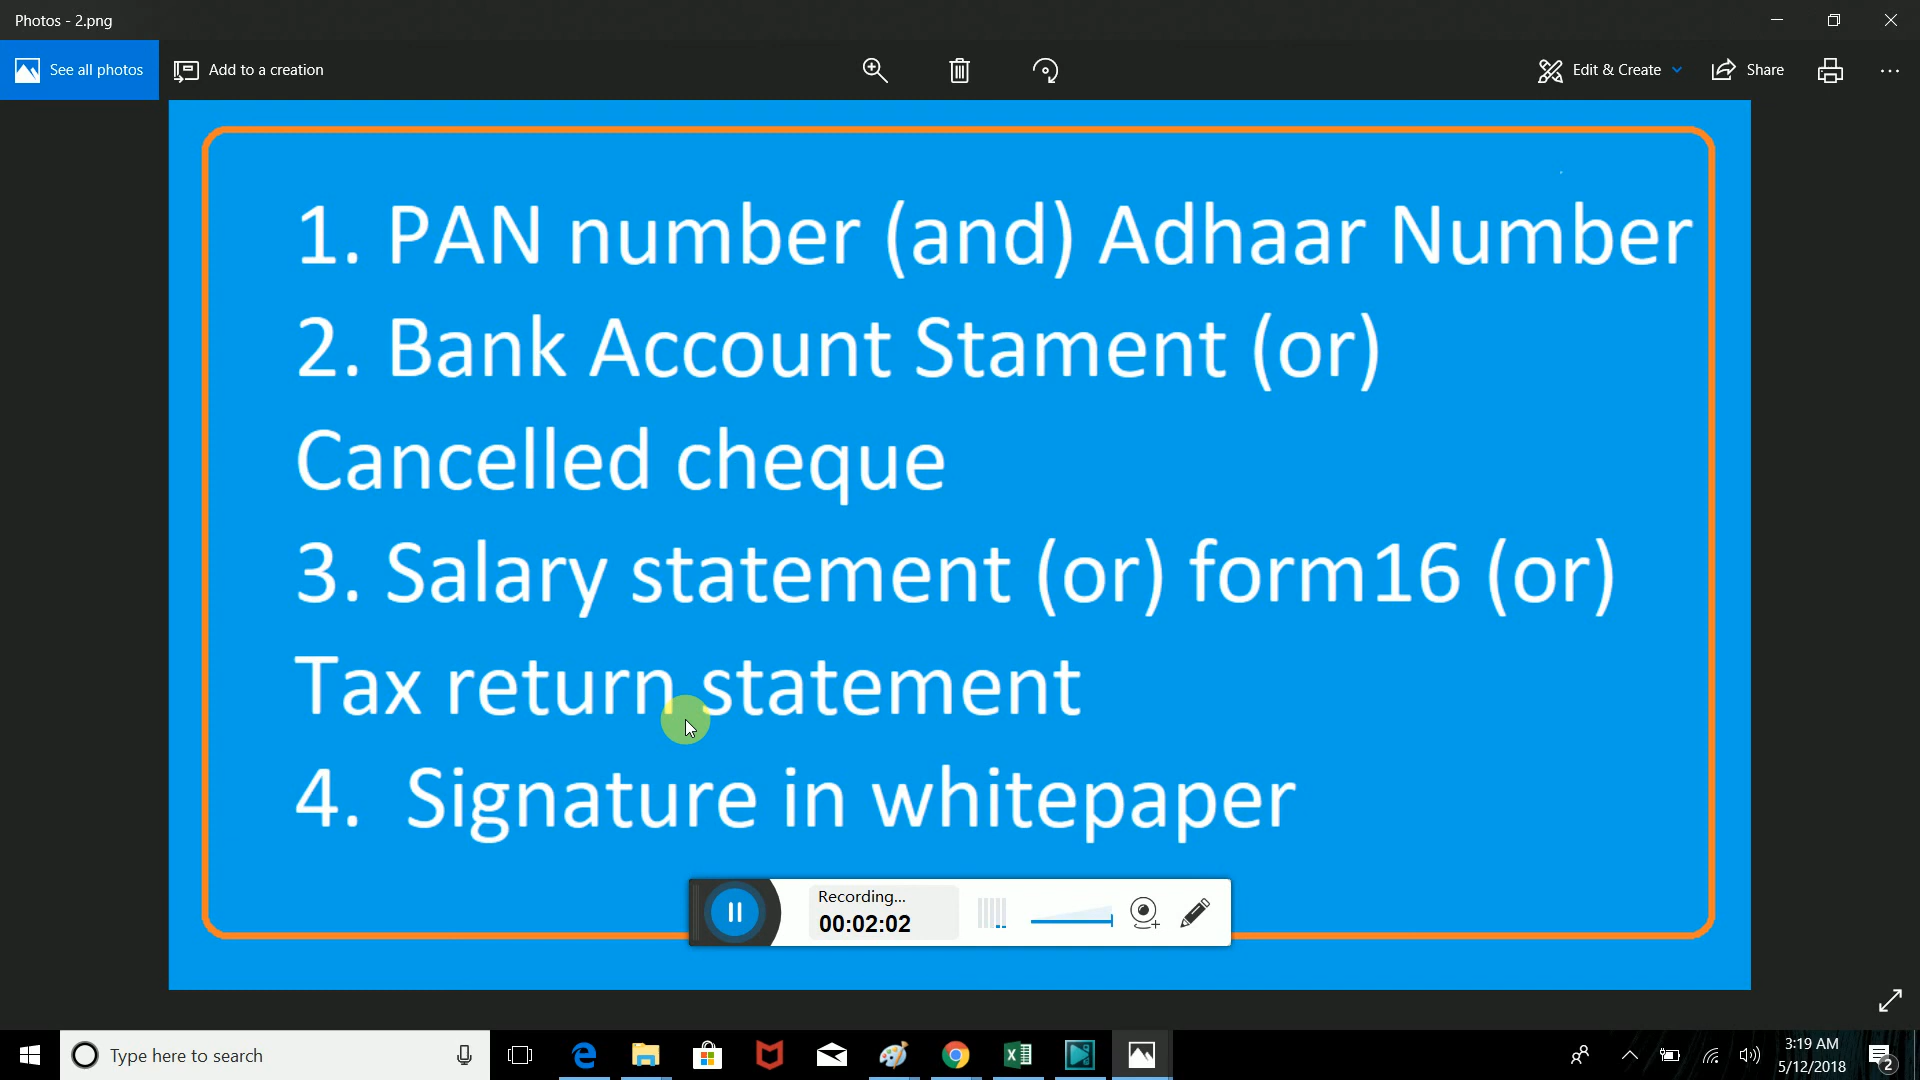 Photos - 2.png
See all photos
Add to a creation
Edit & Create
Share
1. PAN number (and) Adhaar Number
2. Bank Account Stament (or)
Cancelled cheque
3. Salary statement (or) form16 (or)
Tax return statement
4. Signature in whitepaper
Recording...
00:02:02
Type here to search
3:19 AM
5/12/2018
2